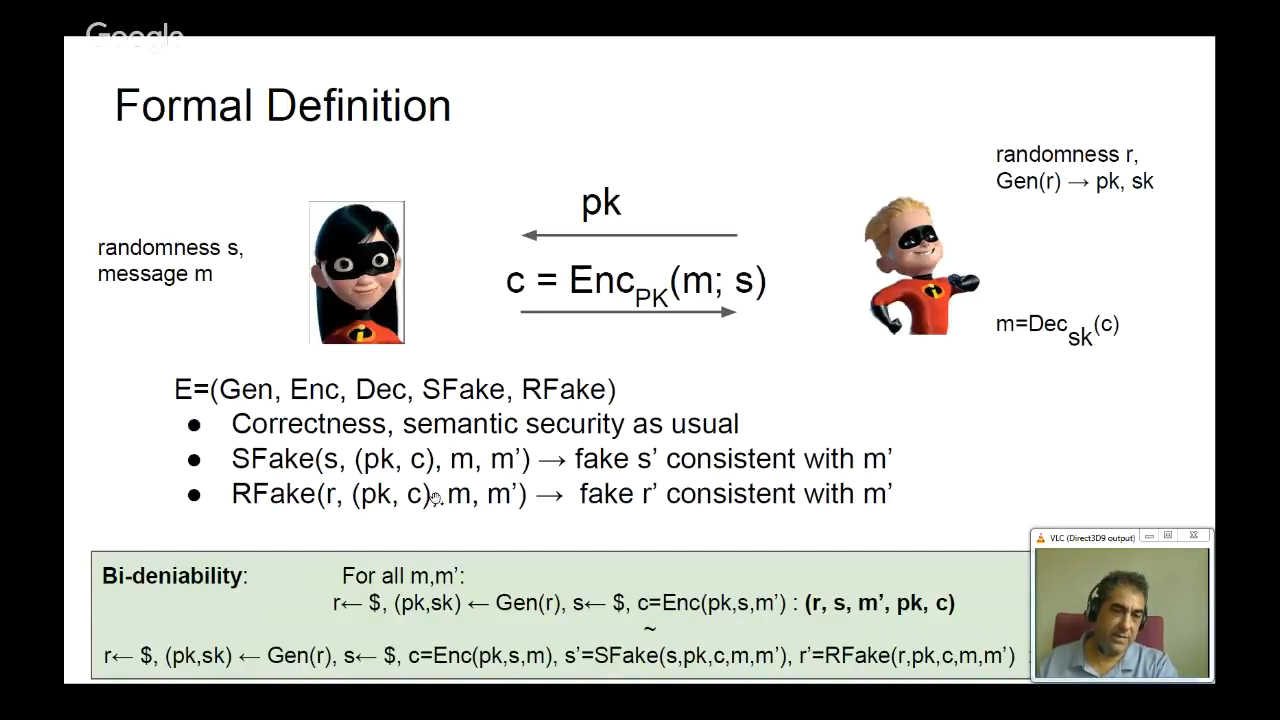 Google
Formal Definition
randomness r,
Gen(r) → pk, sk
pk
randomness s,
message m
c = Enc_PK(m; s)
m=Dec_sk(c)
E=(Gen, Enc, Dec, SFake, RFake)
● Correctness, semantic security as usual
● SFake(s, (pk, c), m, m’) → fake s’ consistent with m’
● RFake(r, (pk, c), m, m’) → fake r’ consistent with m’
VLC (Direct3D9 output)
Bi-deniability: For all m,m’:
r← $, (pk,sk) ← Gen(r), s← $, c=Enc(pk,s,m’) : (r, s, m’, pk, c)
~
r← $, (pk,sk) ← Gen(r), s← $, c=Enc(pk,s,m), s’=SFake(s,pk,c,m,m’), r’=RFake(r,pk,c,m,m’)